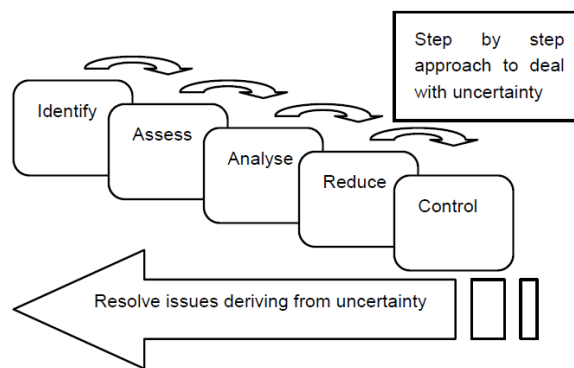 Step by step
approach to deal
with uncertainty
Identify
Assess
Analyse
Reduce
Control
Resolve issues deriving from uncertainty